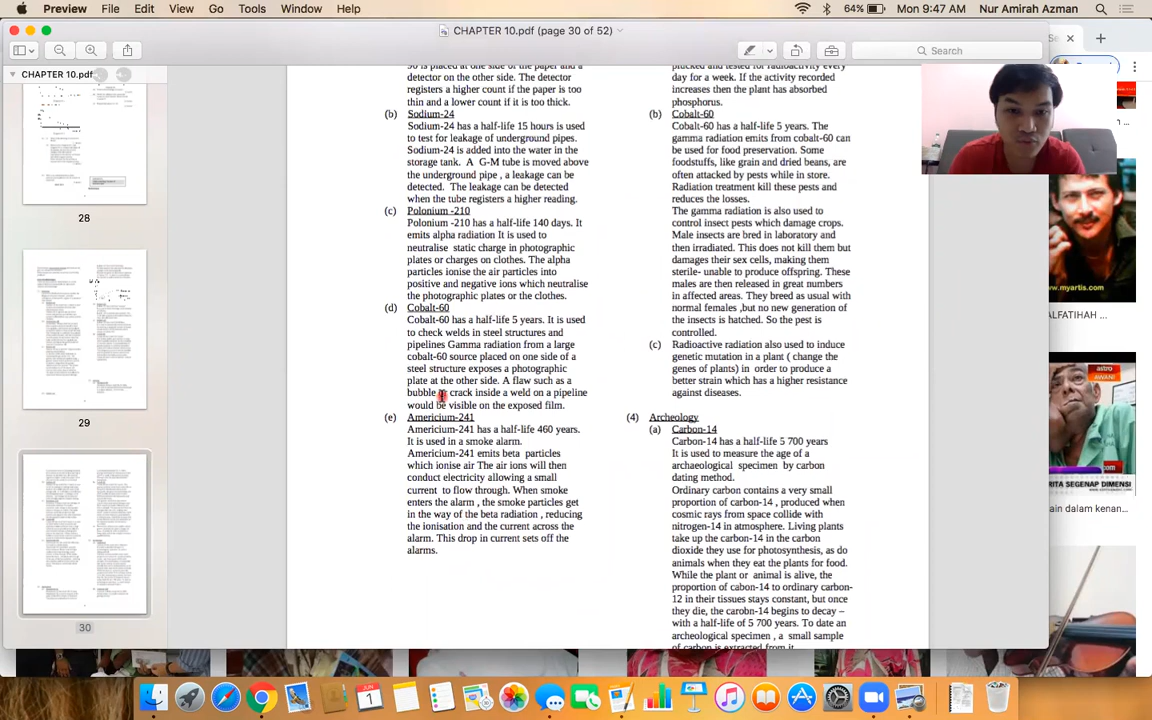 Preview File Edit View Go Tools Window Help
64% Mon 9:47 AM Nur Amirah Azman
CHAPTER 10.pdf (page 30 of 52)
Search
CHAPTER 10.pdf
28
29
30
90 is placed at one side of the paper and a
detector on the other side. The detector
registers a higher count if the paper is too
thin and a lower count if it is too thick.
(b) Sodium-24
Sodium-24 has a half-life 15 hours is used
to test for leakage of underground pipes.
Sodium-24 is added into the water in the
storage tank. A G-M tube is moved above
the underground pipe , a leakage can be
detected. The leakage can be detected
when the tube registers a higher reading.
(c) Polonium -210
Polonium -210 has a half-life 140 days. It
emits alpha radiation It is used to
neutralise static charge in photographic
plates or charges on clothes. The alpha
particles ionise the air particles into
positive and negative ions which neutralise
the photographic plates or the clothes.
(d) Cobalt-60
Cobalt-60 has a half-life 5 years. It is used
to check welds in steel structures and
pipelines Gamma radiation from a large
cobalt-60 source placed on one side of a
steel structure exposes a photographic
plate at the other side. A flaw such as a
bubble crack inside a weld on a pipeline
would be visible on the exposed film.
(e) Americium-241
Americium-241 has a half-life 460 years.
It is used in a smoke alarm.
Americium-241 emits beta particles
which ionise air The air ions will then
conduct electricity allowing a small
current to flow through. When smoke
enters the alarm , the smoke particles get
in the way of the beta radiation , reducing
the ionisation and the current across the
alarm. This drop in current sets off the
alarms.
plucked and tested for radioactivity every
day for a week. If the activity recorded
increases then the plant has absorbed
phosphorus.
(b) Cobalt-60
Cobalt-60 has a half-life 5 years. The
gamma radiation emits from cobalt-60 can
be used for food preservation. Some
foodstuffs, like grain and dried beans, are
often attacked by pests while in store.
Radiation treatment kill these pests and
reduces the losses.
The gamma radiation is also used to
control insect pests which damage crops.
Male insects are bred in laboratory and
then irradiated. This does not kill them but
damages their sex cells, making them
sterile- unable to produce offspring. These
males are then released in great numbers
in affected areas. They breed as usual with
normal females ,but no new generation of
the insects is hatched. So the pest is
controlled.
(c) Radioactive radiation also used to induce
genetic mutation in a plant ( change the
genes of plants) in order to produce a
better strain which has a higher resistance
against diseases.
(4) Archeology
(a) Carbon-14
Carbon-14 has a half-life 5 700 years
It is used to measure the age of a
archaeological specimen by carbon
dating method.
Ordinary carbon contains a very small
proportion of carbon-14 , produced when
cosmic rays from space collide with
nitrogen-14 in atmosphere. Living plants
take up the carbon-14 in the carbon
dioxide they use for photosynthesis, as do
animals when they eat the plants for food.
While the plant or animal is alive, the
proportion of cabon-14 to ordinary carbon-
12 in their tissues stays constant, but once
they die, the carobn-14 begins to decay –
with a half-life of 5 700 years. To date an
archeological specimen , a small sample
of carbon is extracted from it
www.myartis.com
ALFATIHAH ...
astro
AWANI
RITA SEGENAP DIMENSI
ain dalam kenan...
JUN
1